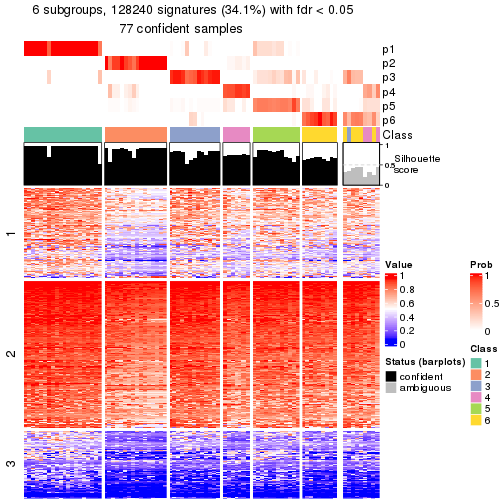 6 subgroups, 128240 signatures (34.1%) with fdr < 0.05
77 confident samples
p1
p2
p3
p4
p5
p6
Class
1
0.5
0
Silhouette
score
1
2
3
Value
1
0.8
0.6
0.4
0.2
0
Status (barplots)
confident
ambiguous
Prob
1
0.5
0
Class
1
2
3
4
5
6